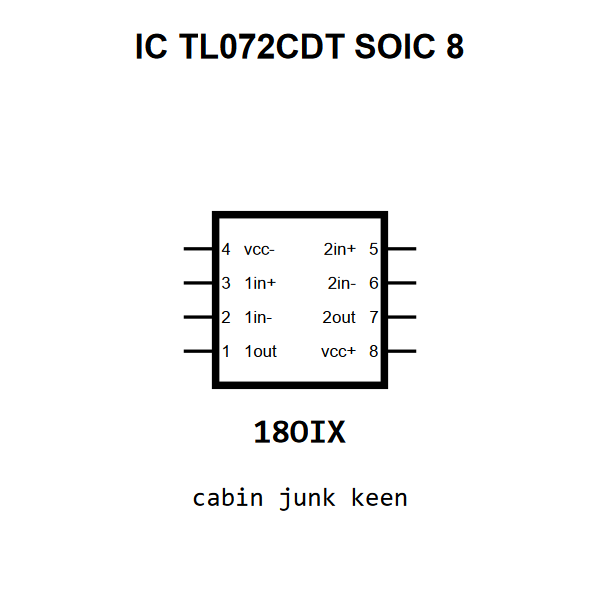 IC TL072CDT SOIC 8
4 vcc- 2in+ 5
3 1in+ 2in- 6
2 1in- 2out 7
1 1out vcc+ 8
18OIX
cabin junk keen